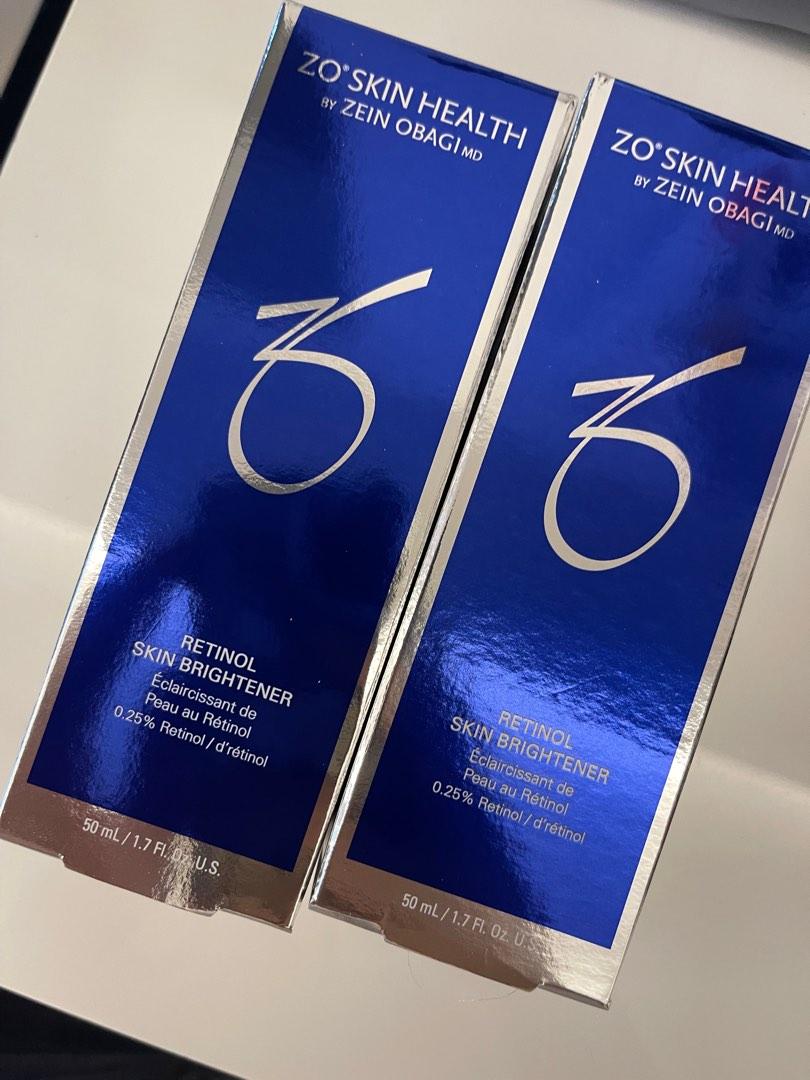 ZO® SKIN HEALTH
BY ZEIN OBAGI MD
RETINOL
SKIN BRIGHTENER
Éclaircissant de
Peau au Rétinol
0.25% Retinol / d'rétinol
50 mL / 1.7 Fl. Oz. U.S.
ZO® SKIN HEALT
BY ZEIN OBAGI MD
RETINOL
SKIN BRIGHTENER
Éclaircissant de
Peau au Rétinol
0.25% Retinol / d'rétinol
50 mL / 1.7 Fl. Oz. U.S.